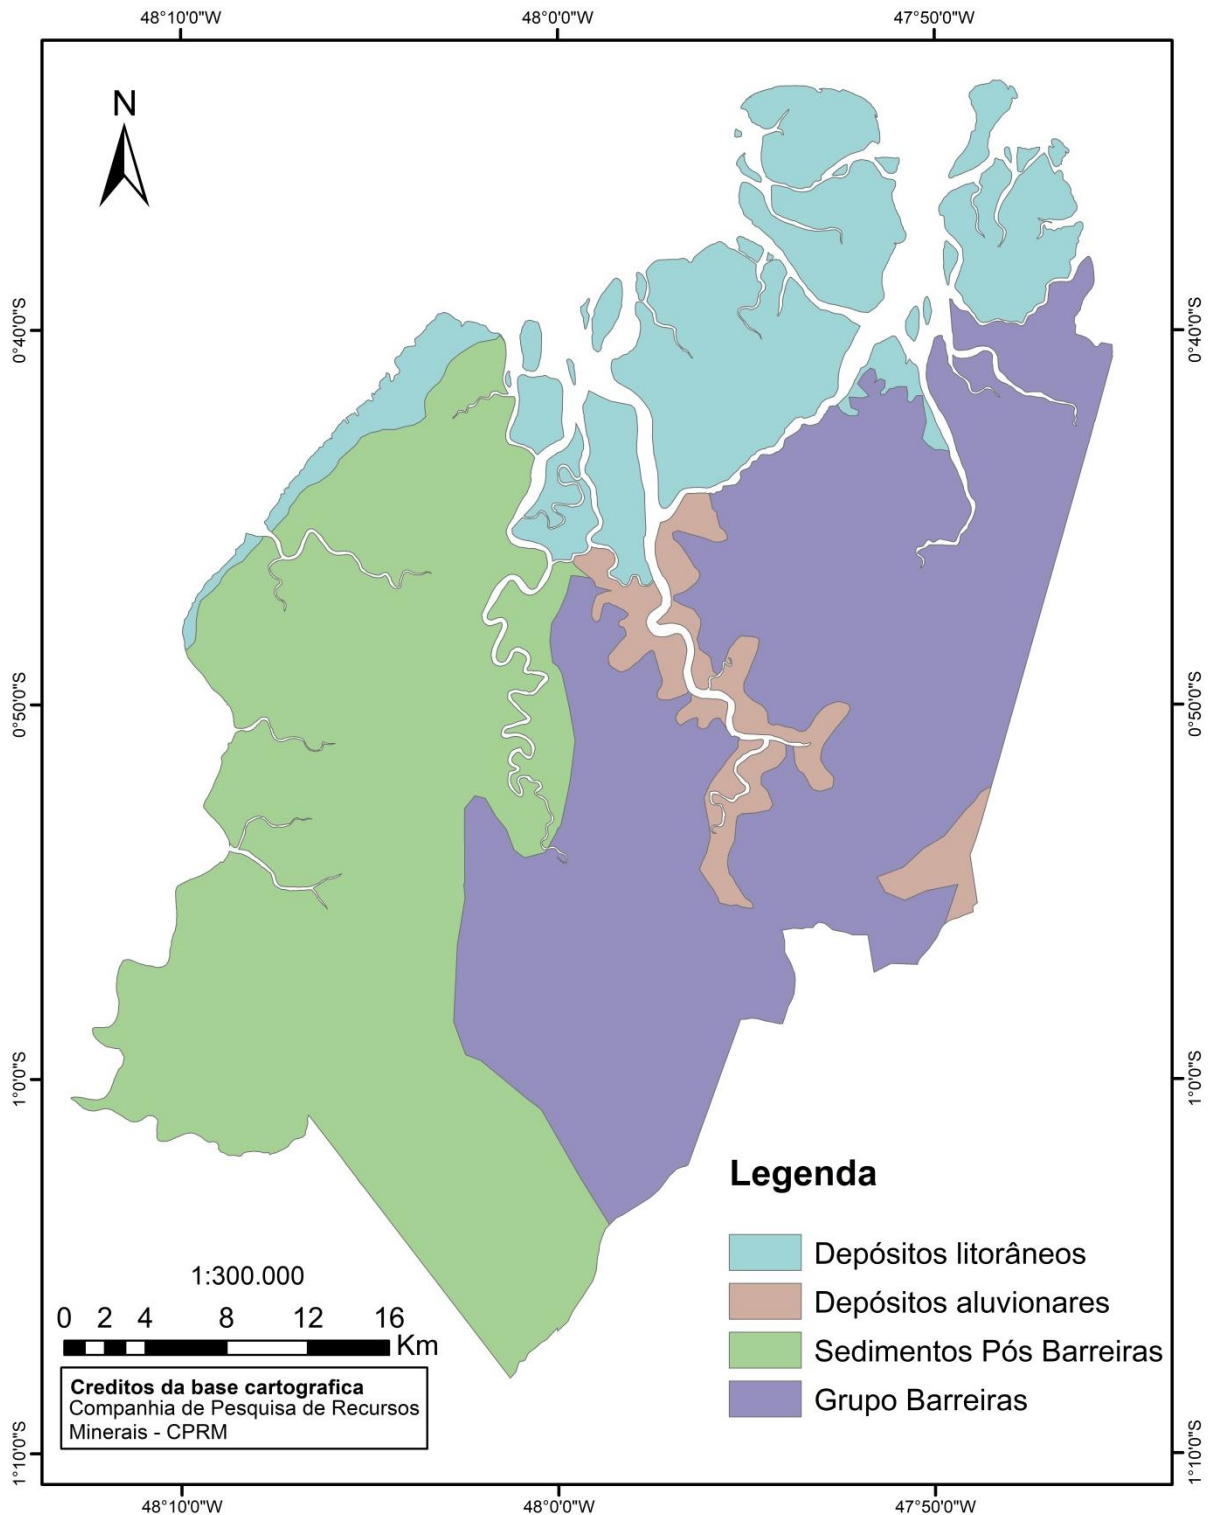 48°10'0"W 48°0'0"W 47°50'0"W
N
0°40'0"S 0°40'0"S
0°50'0"S 0°50'0"S
1°0'0"S 1°0'0"S
1°10'0"S 1°10'0"S
Legenda
Depósitos litorâneos
Depósitos aluvionares
Sedimentos Pós Barreiras
Grupo Barreiras
1:300.000
0 2 4 8 12 16
Km
Creditos da base cartografica
Companhia de Pesquisa de Recursos
Minerais - CPRM
48°10'0"W 48°0'0"W 47°50'0"W